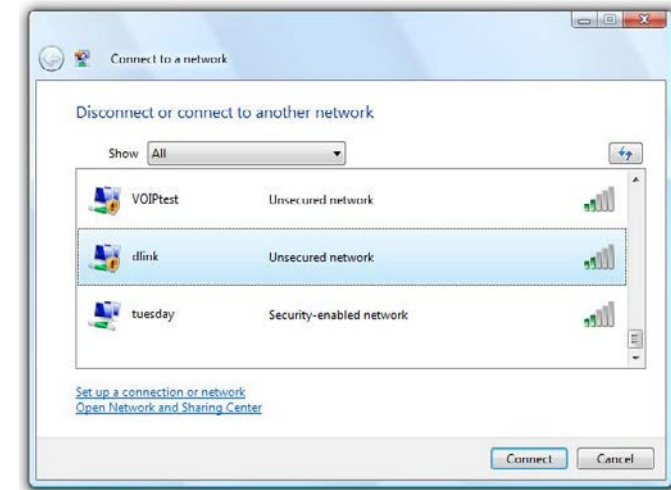 Connect to a network
Disconnect or connect to another network
Show All
VOIPtest Unsecured network
dlink Unsecured network
tuesday Security-enabled network
Set up a connection or network
Open Network and Sharing Center
Connect Cancel